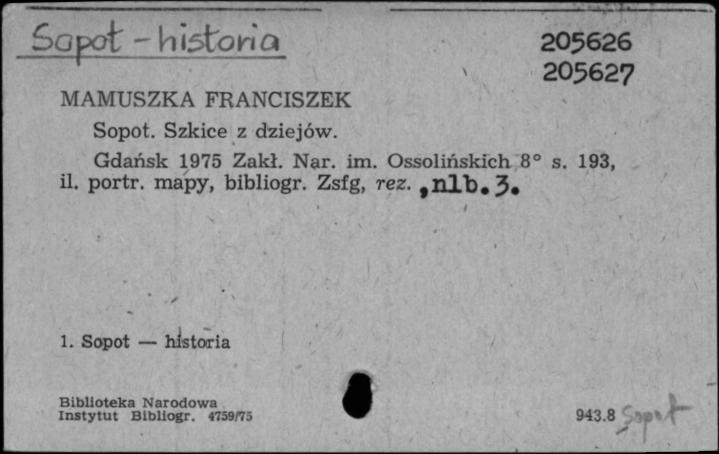 Sopot - historia
205626
205627
MAMUSZKA FRANCISZEK
Sopot. Szkice z dziejów.
Gdańsk 1975 Zakł. Nar. im. Ossolińskich 8° s. 193,
il. portr. mapy, bibliogr. Zsfg, rez. ,nlb.3.
1. Sopot — historia
Biblioteka Narodowa
Instytut Bibliogr. 4759/75
943.8 Sopot